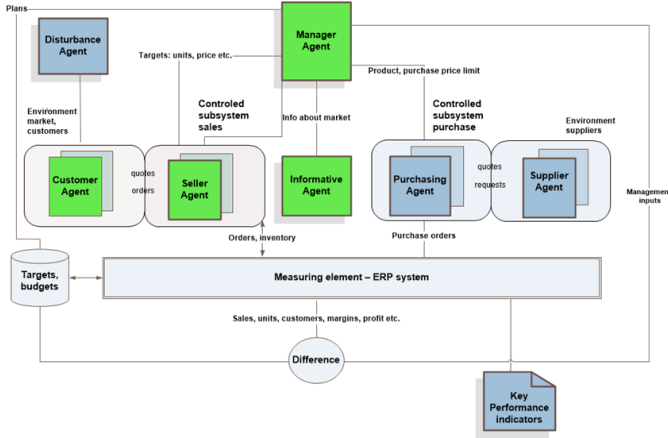 Plans
Manager
Agent
Disturbance
Agent
Targets: units, price etc.
Product, purchase price limit
Environment
market,
customers
Controled
subsystem
sales
Info about market
Controlled
subsystem
purchase
Environment
suppliers
Customer
Agent
quotes
orders
Seller
Agent
Informative
Agent
Purchasing
Agent
quotes
requests
Supplier
Agent
Management
inputs
Orders, inventory
Purchase orders
Targets,
budgets
Measuring element – ERP system
Sales, units, customers, margins, profit etc.
Difference
Key
Performance
indicators